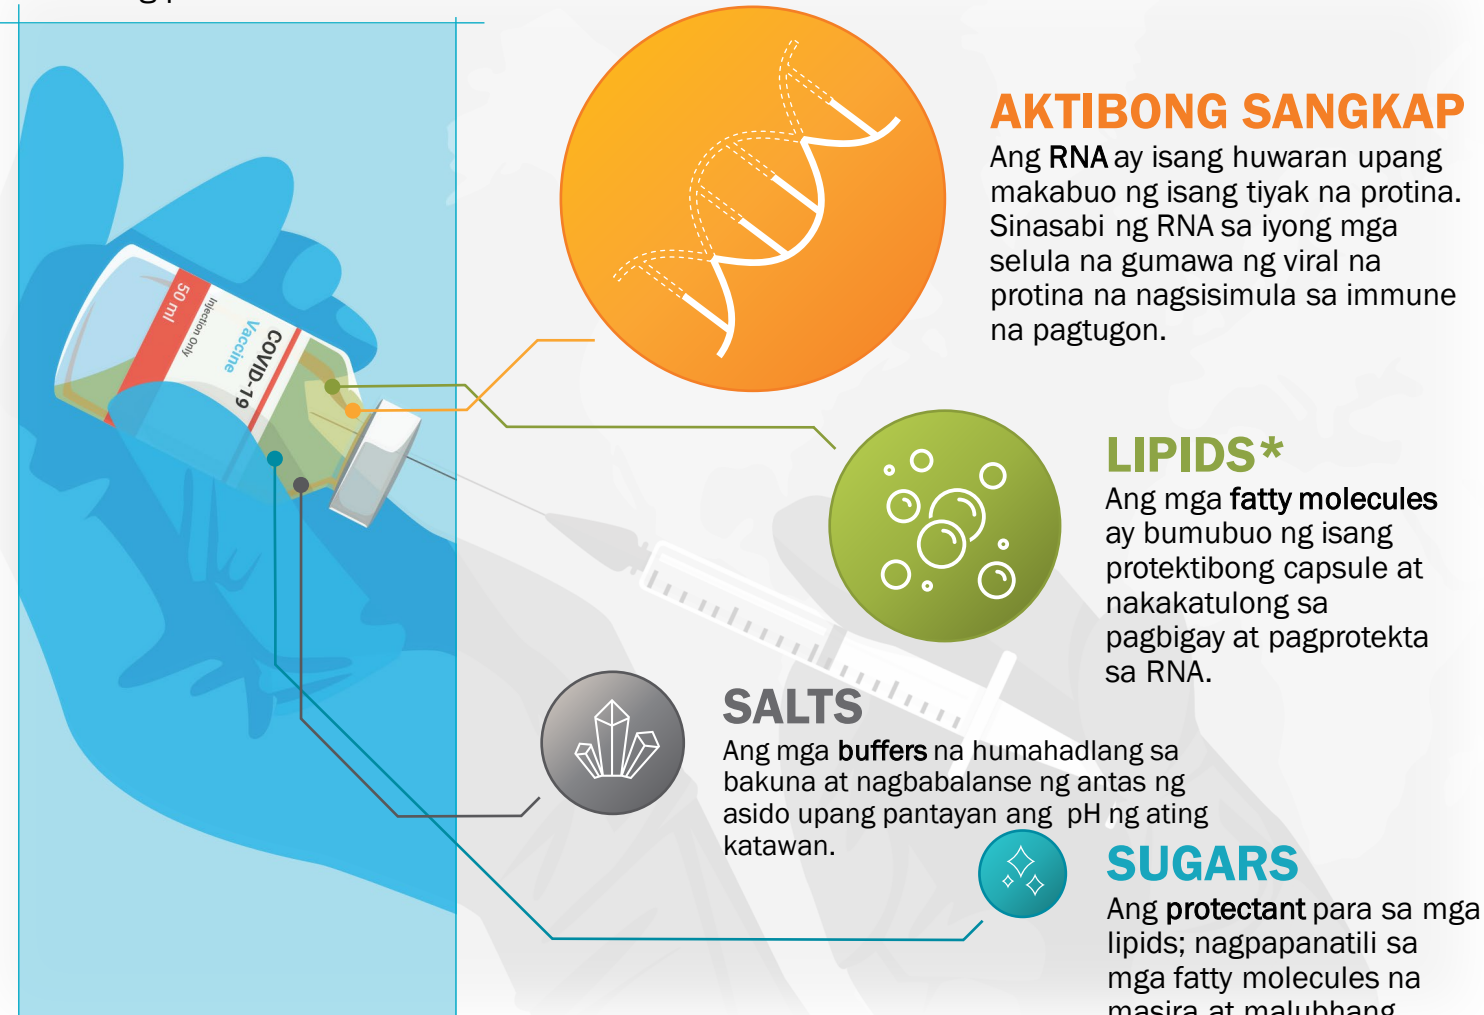 AKTIBONG SANGKAP
Ang RNA ay isang huwaran upang
makabuo ng isang tiyak na protina.
Sinasabi ng RNA sa iyong mga
selula na gumawa ng viral na
protina na nagsisimula sa immune
na pagtugon.
50 ml
Injection Only
Vaccine
COVID-19
LIPIDS*
Ang mga fatty molecules
ay bumubuo ng isang
protektibong capsule at
nakakatulong sa
pagbigay at pagprotekta
sa RNA.
SALTS
Ang mga buffers na humahadlang sa
bakuna at nagbabalanse ng antas ng
asido upang pantayan ang pH ng ating
katawan.
SUGARS
Ang protectant para sa mga
lipids; nagpapanatili sa
mga fatty molecules na
masira at malubhang